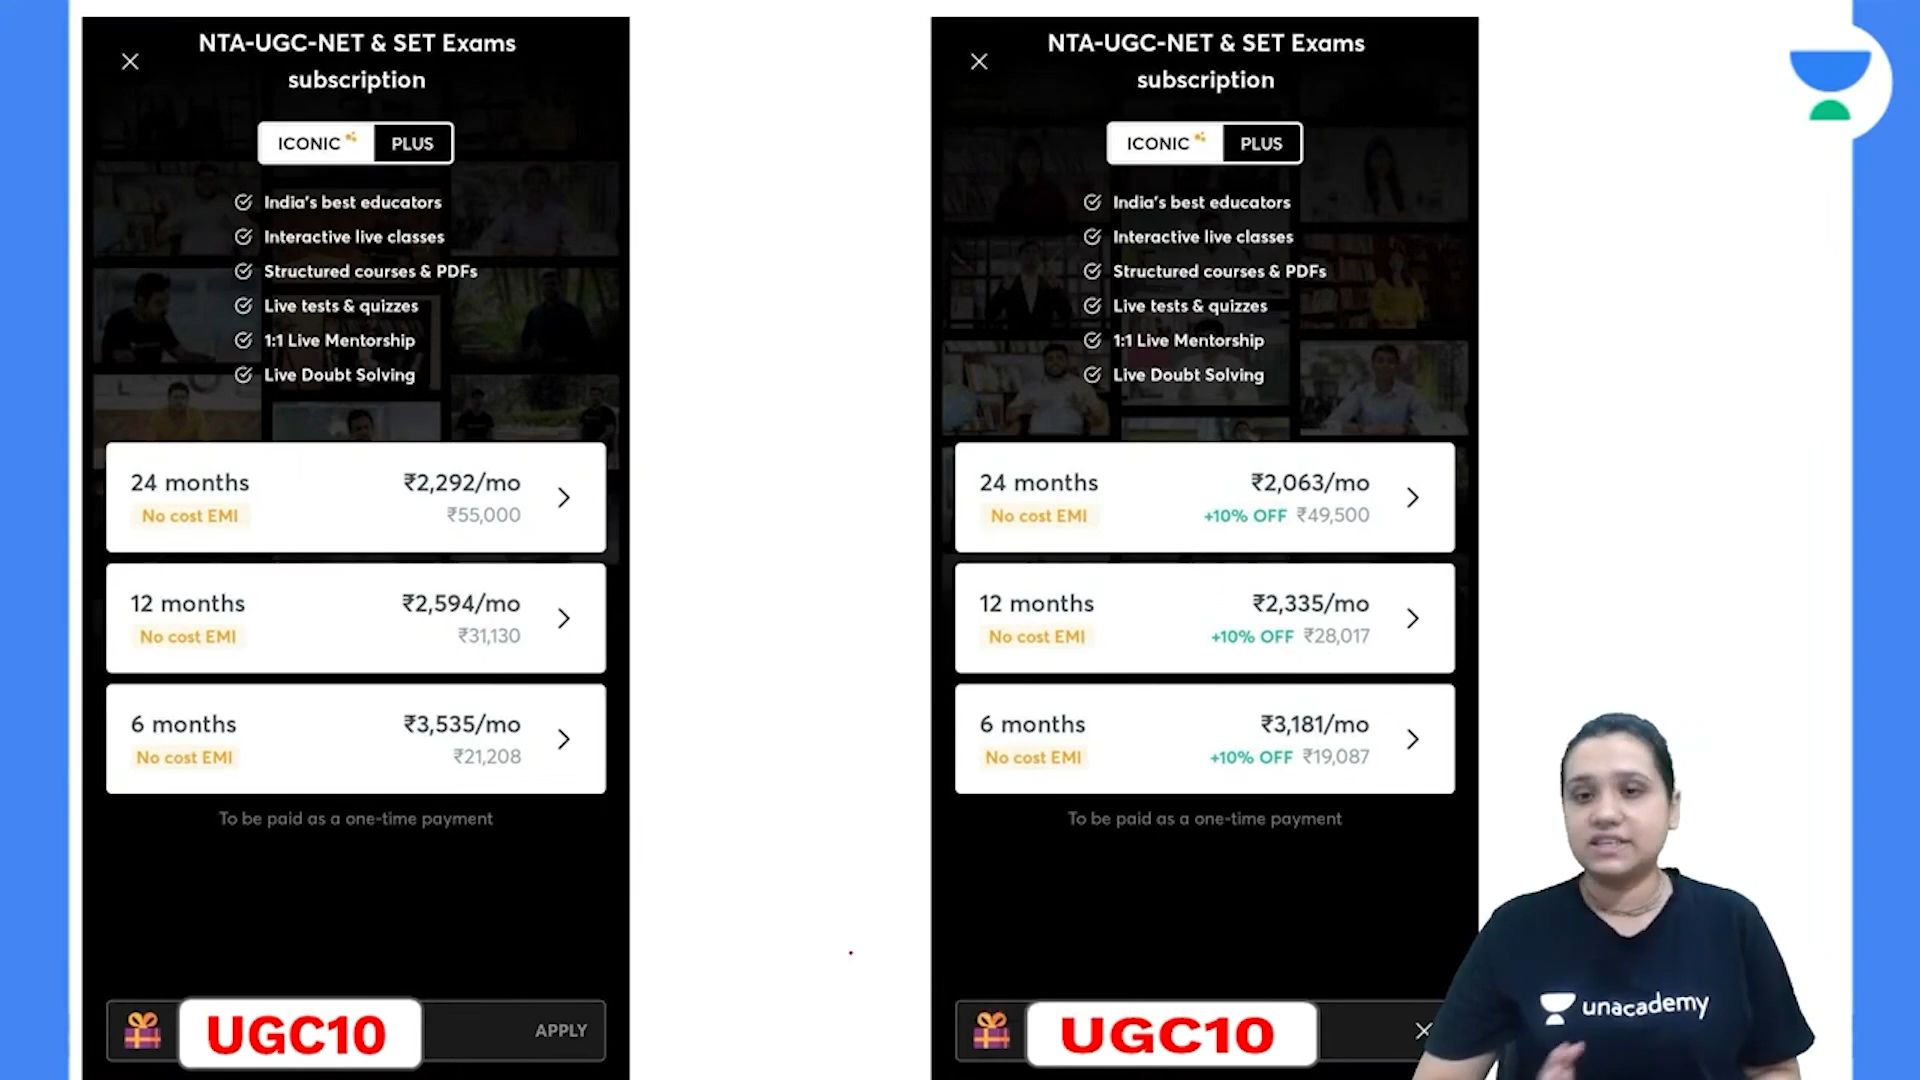 NTA-UGC-NET & SET Exams
subscription
ICONIC PLUS
India's best educators
Interactive live classes
Structured courses & PDFs
Live tests & quizzes
1:1 Live Mentorship
Live Doubt Solving
24 months ₹2,292/mo
No cost EMI ₹55,000
12 months ₹2,594/mo
No cost EMI ₹31,130
6 months ₹3,535/mo
No cost EMI ₹21,208
To be paid as a one-time payment
UGC10 APPLY
NTA-UGC-NET & SET Exams
subscription
ICONIC PLUS
India's best educators
Interactive live classes
Structured courses & PDFs
Live tests & quizzes
1:1 Live Mentorship
Live Doubt Solving
24 months ₹2,063/mo
No cost EMI +10% OFF ₹49,500
12 months ₹2,335/mo
No cost EMI +10% OFF ₹28,017
6 months ₹3,181/mo
No cost EMI +10% OFF ₹19,087
To be paid as a one-time payment
UGC10
unacademy